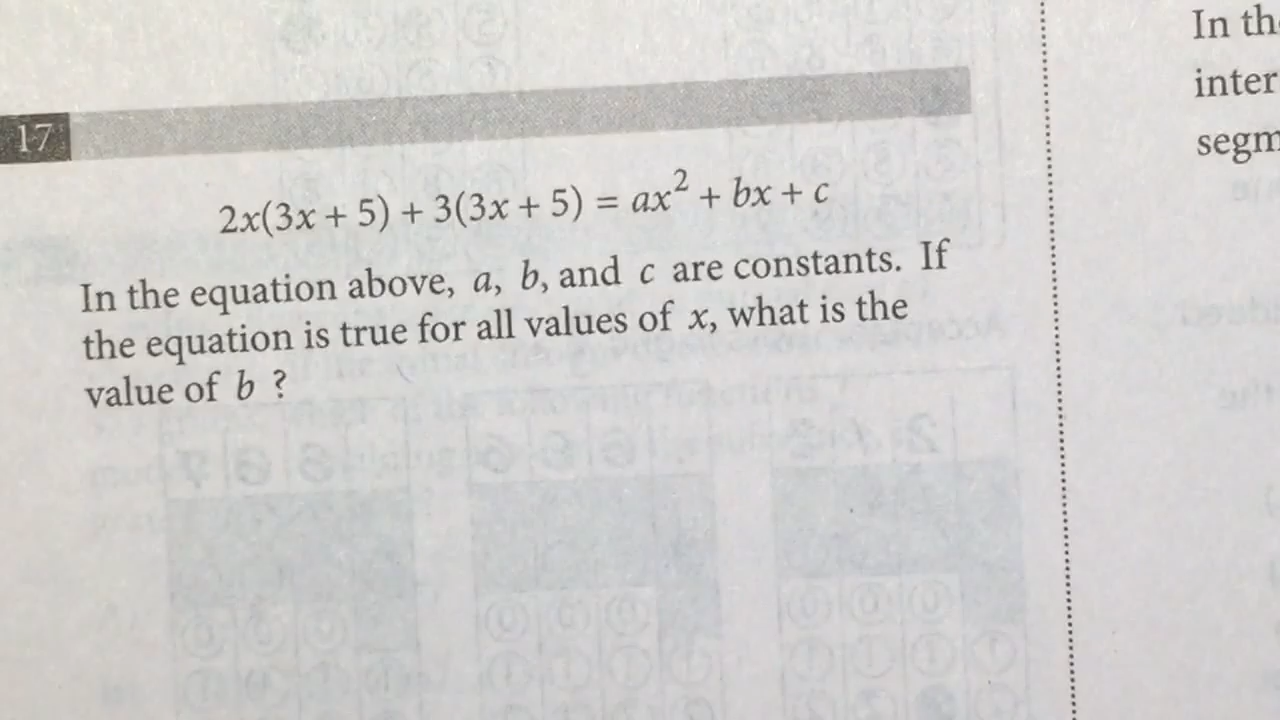 17
2x(3x + 5) + 3(3x + 5) = ax² + bx + c
In the equation above, a, b, and c are constants. If
the equation is true for all values of x, what is the
value of b ?
In th
inter
segm